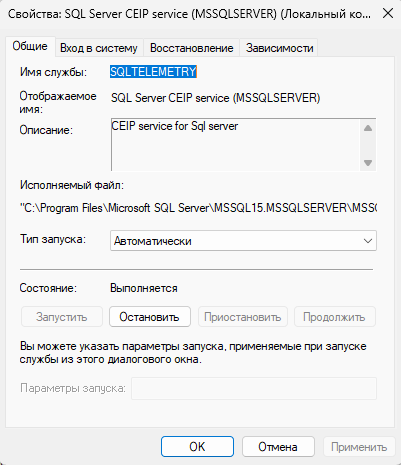 Свойства: SQL Server CEIP service (MSSQLSERVER) (Локальный ко...
Общие Вход в систему Восстановление Зависимости
Имя службы: SQLTELEMETRY
Отображаемое имя: SQL Server CEIP service (MSSQLSERVER)
Описание: CEIP service for Sql server
Исполняемый файл:
"C:\Program Files\Microsoft SQL Server\MSSQL15.MSSQLSERVER\MSSQ
Тип запуска: Автоматически
Состояние: Выполняется
Запустить Остановить Приостановить Продолжить
Вы можете указать параметры запуска, применяемые при запуске
службы из этого диалогового окна.
Параметры запуска:
OK Отмена Применить